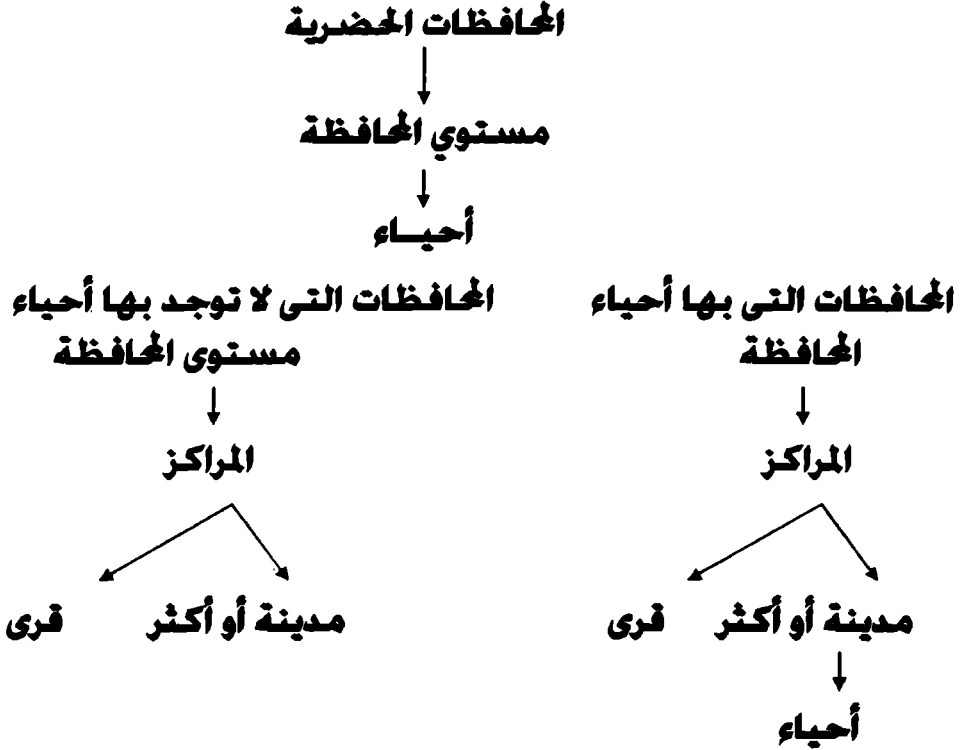 المحافظات الحضرية
مستوي المحافظة
أحيـــاء
المحافظات التى بها أحياء
المحافظات التى لا توجد بها أحياء
المحافظة
مستوى المحافظة
المراكز
المراكز
مدينة أو أكثر
قرى
مدينة أو أكثر
قرى
أحياء